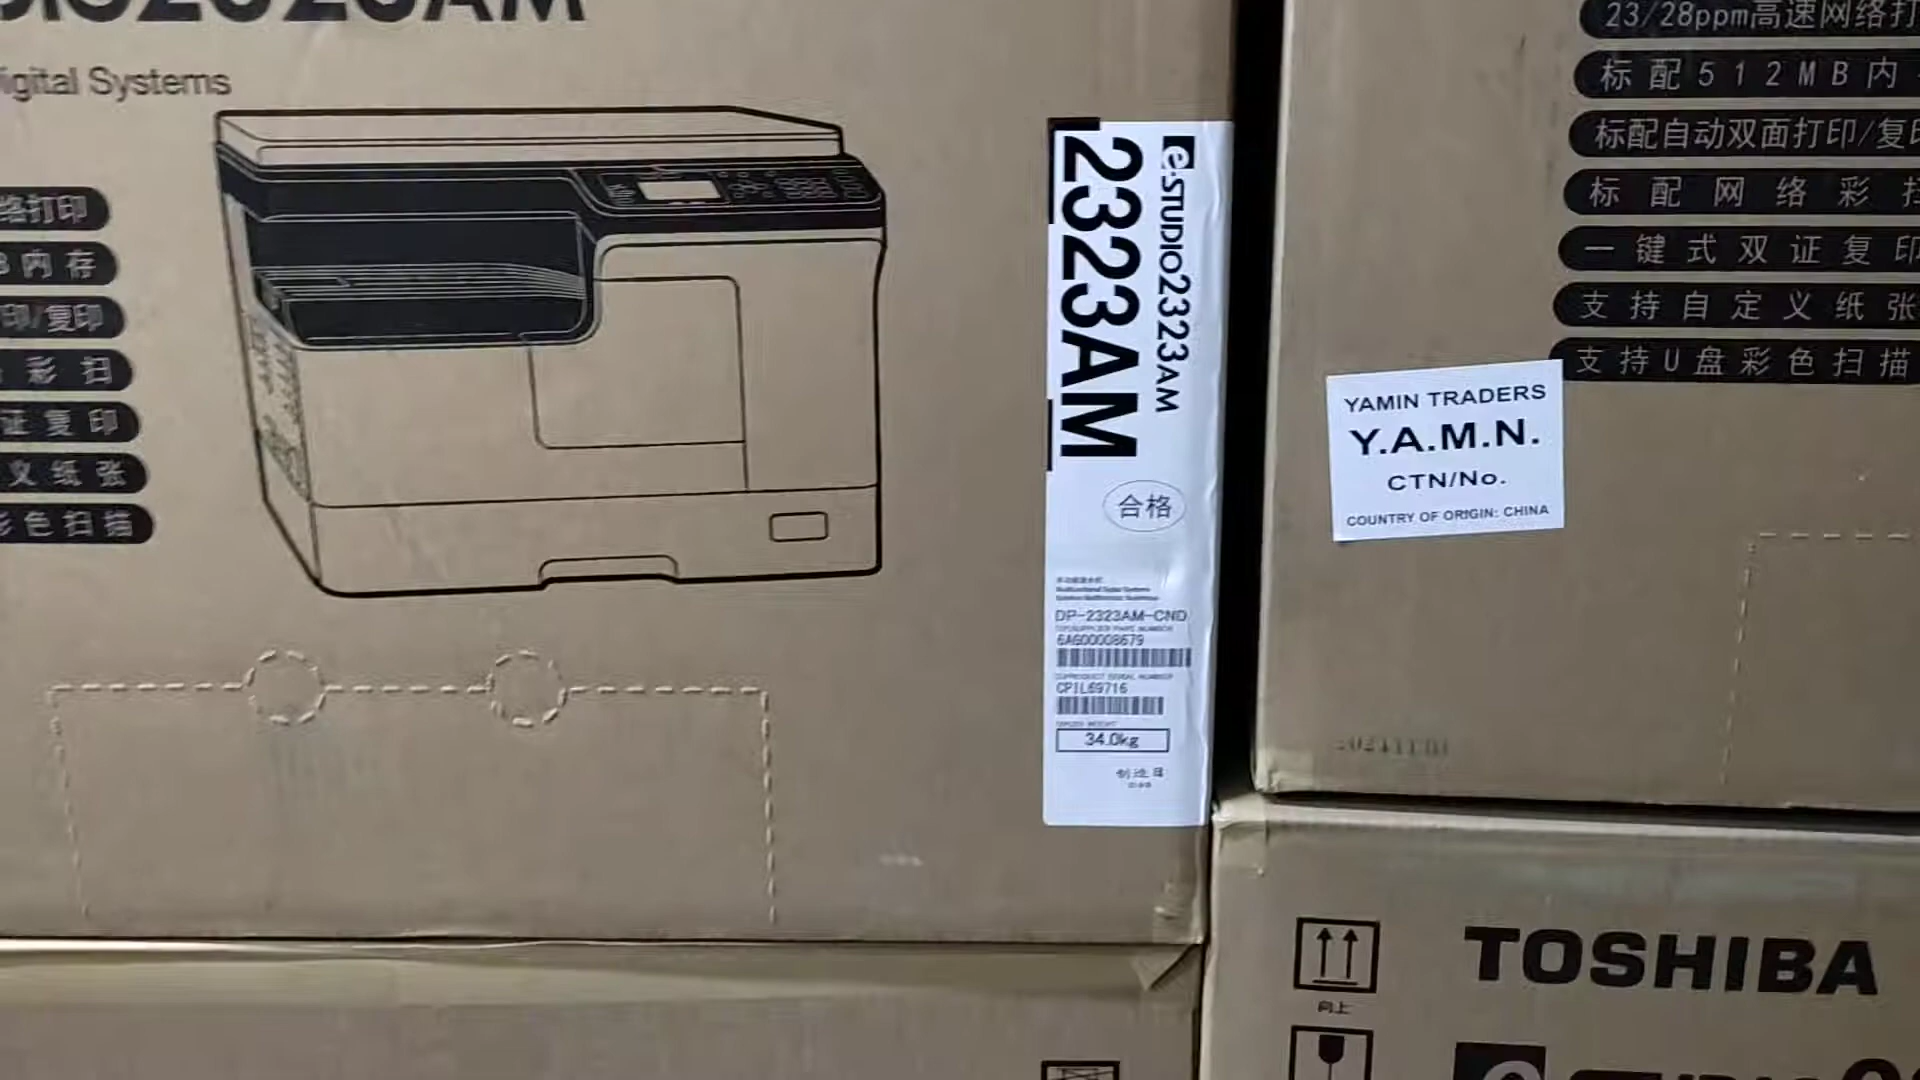 Digital Systems
络打印
内存
印/复印
彩扫
证复印
义纸张
彩色扫描
e-STUDIO2323AM
2323AM
合格
DP-2323AM-CND
6AG00008679
CPIL69716
34.0kg
制造日
23/28ppm高速网络打
标配512MB内
标配自动双面打印/复印
标配网络彩扫
一键式双证复印
支持自定义纸张
支持U盘彩色扫描
YAMIN TRADERS
Y.A.M.N.
CTN/No.
COUNTRY OF ORIGIN: CHINA
向上
TOSHIBA